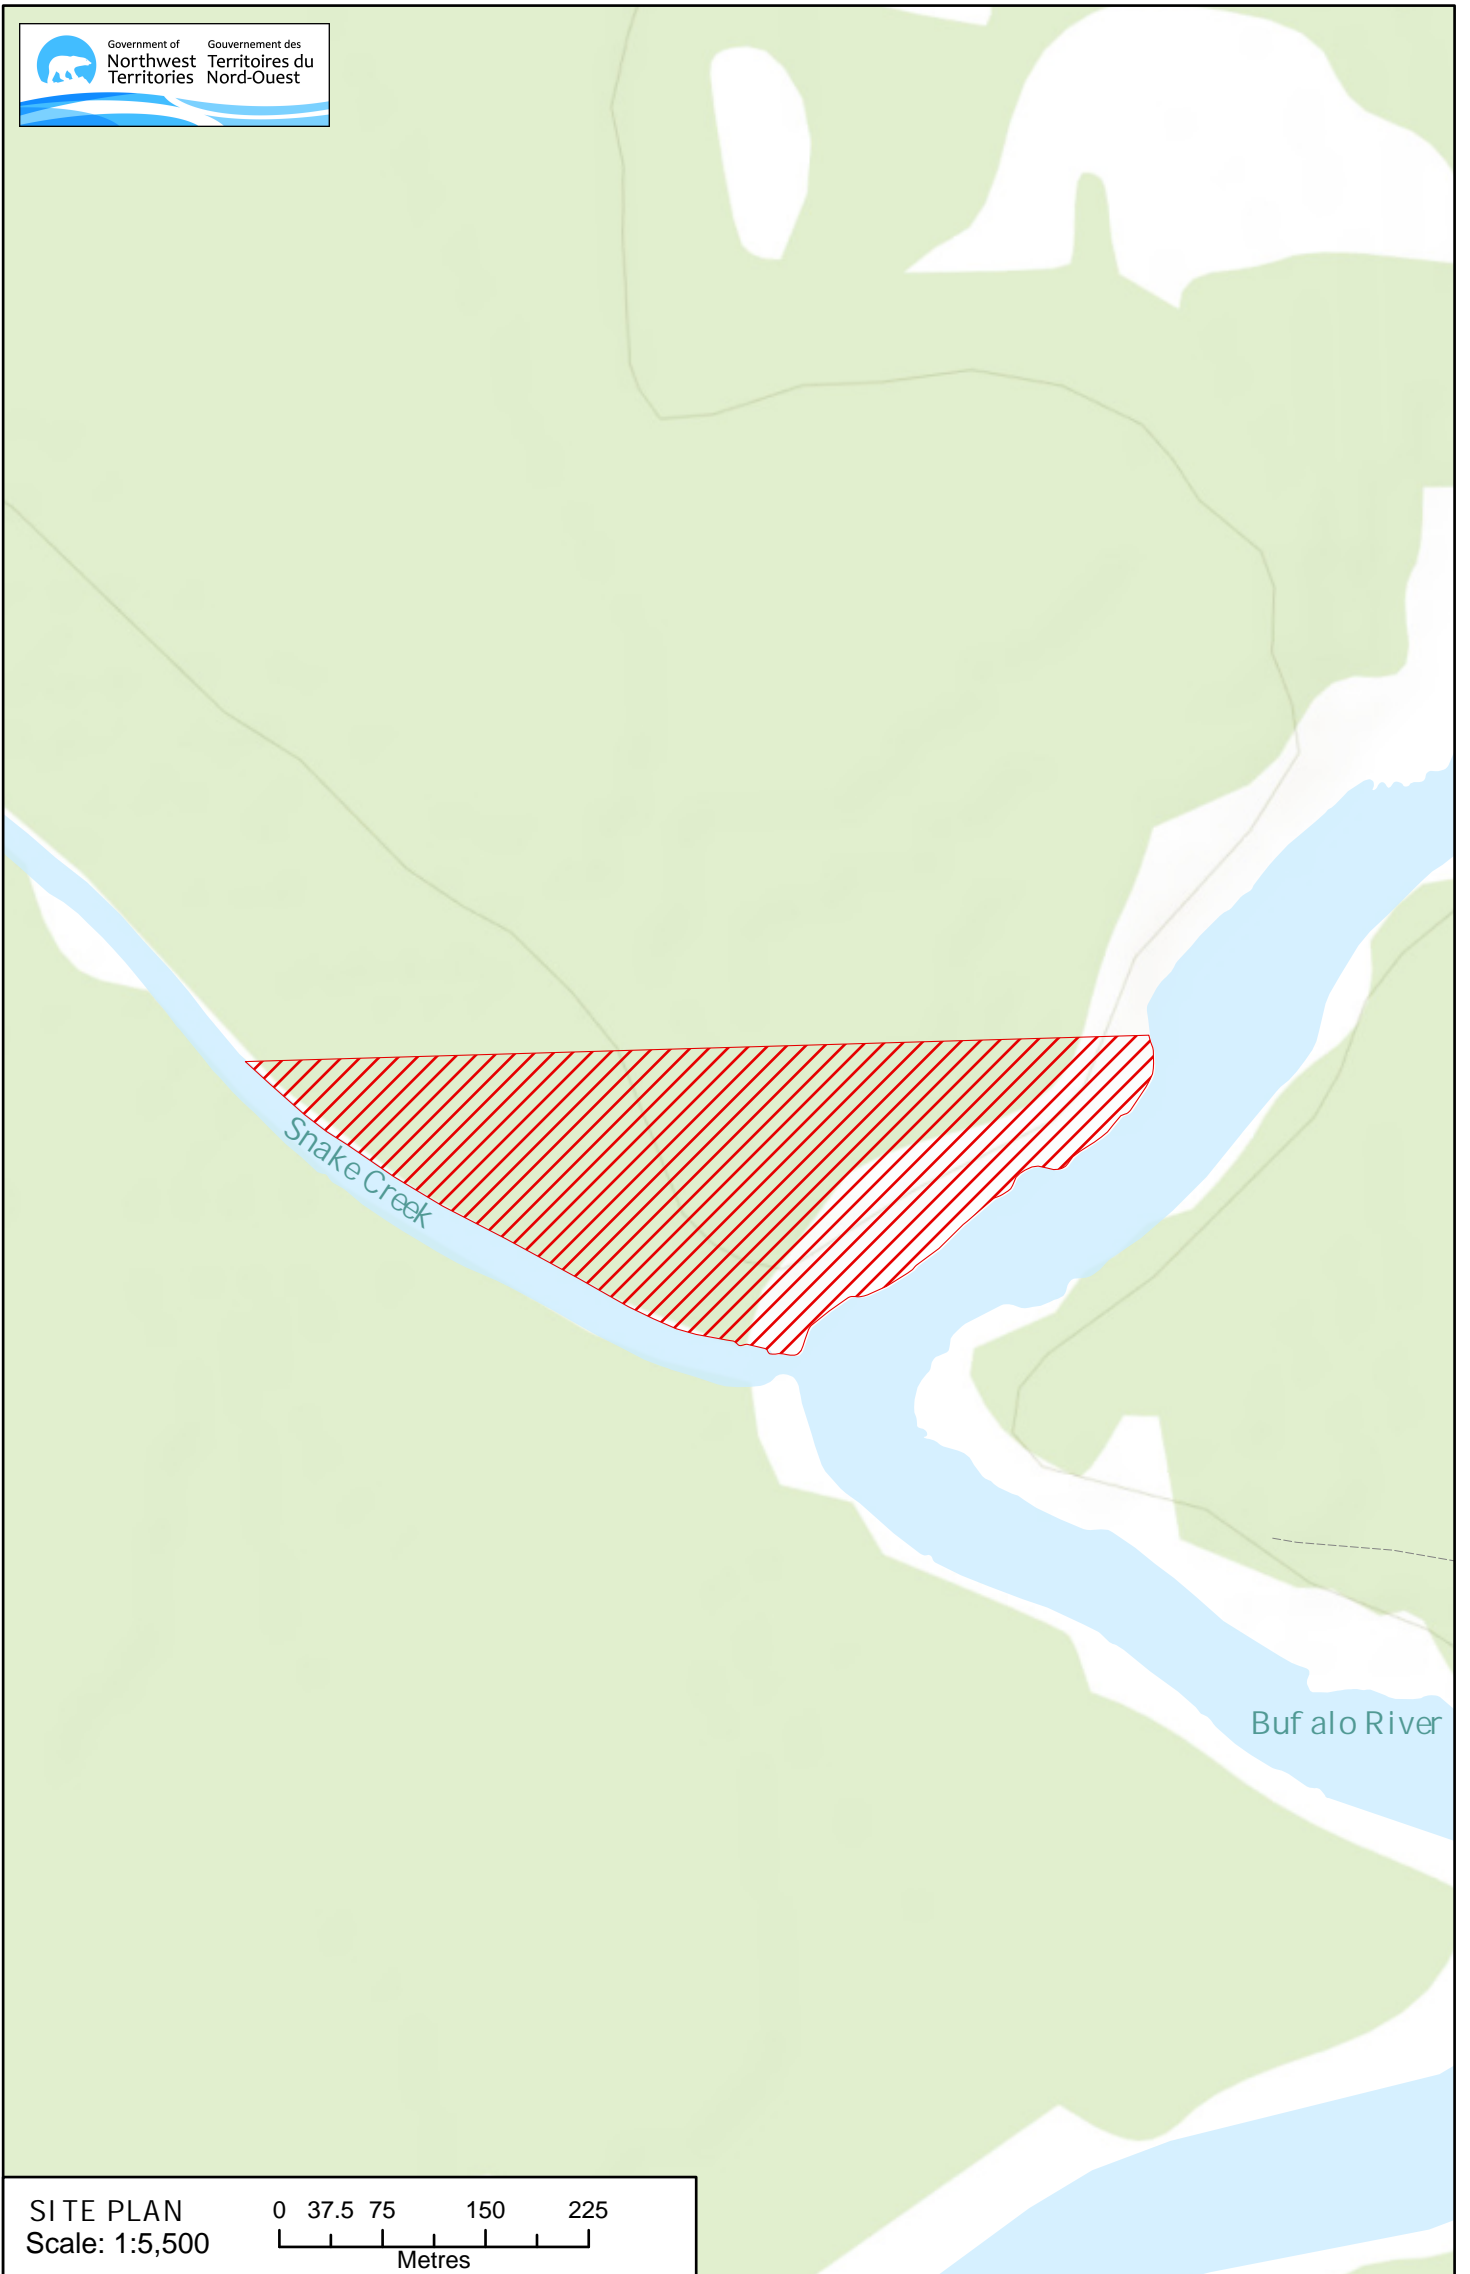 Government of
Northwest
Territories
Gouvernement des
Territoires du
Nord-Ouest
Snake Creek
Buf alo River
SITE PLAN
Scale: 1:5,500
0 37.5 75 150 225
Metres